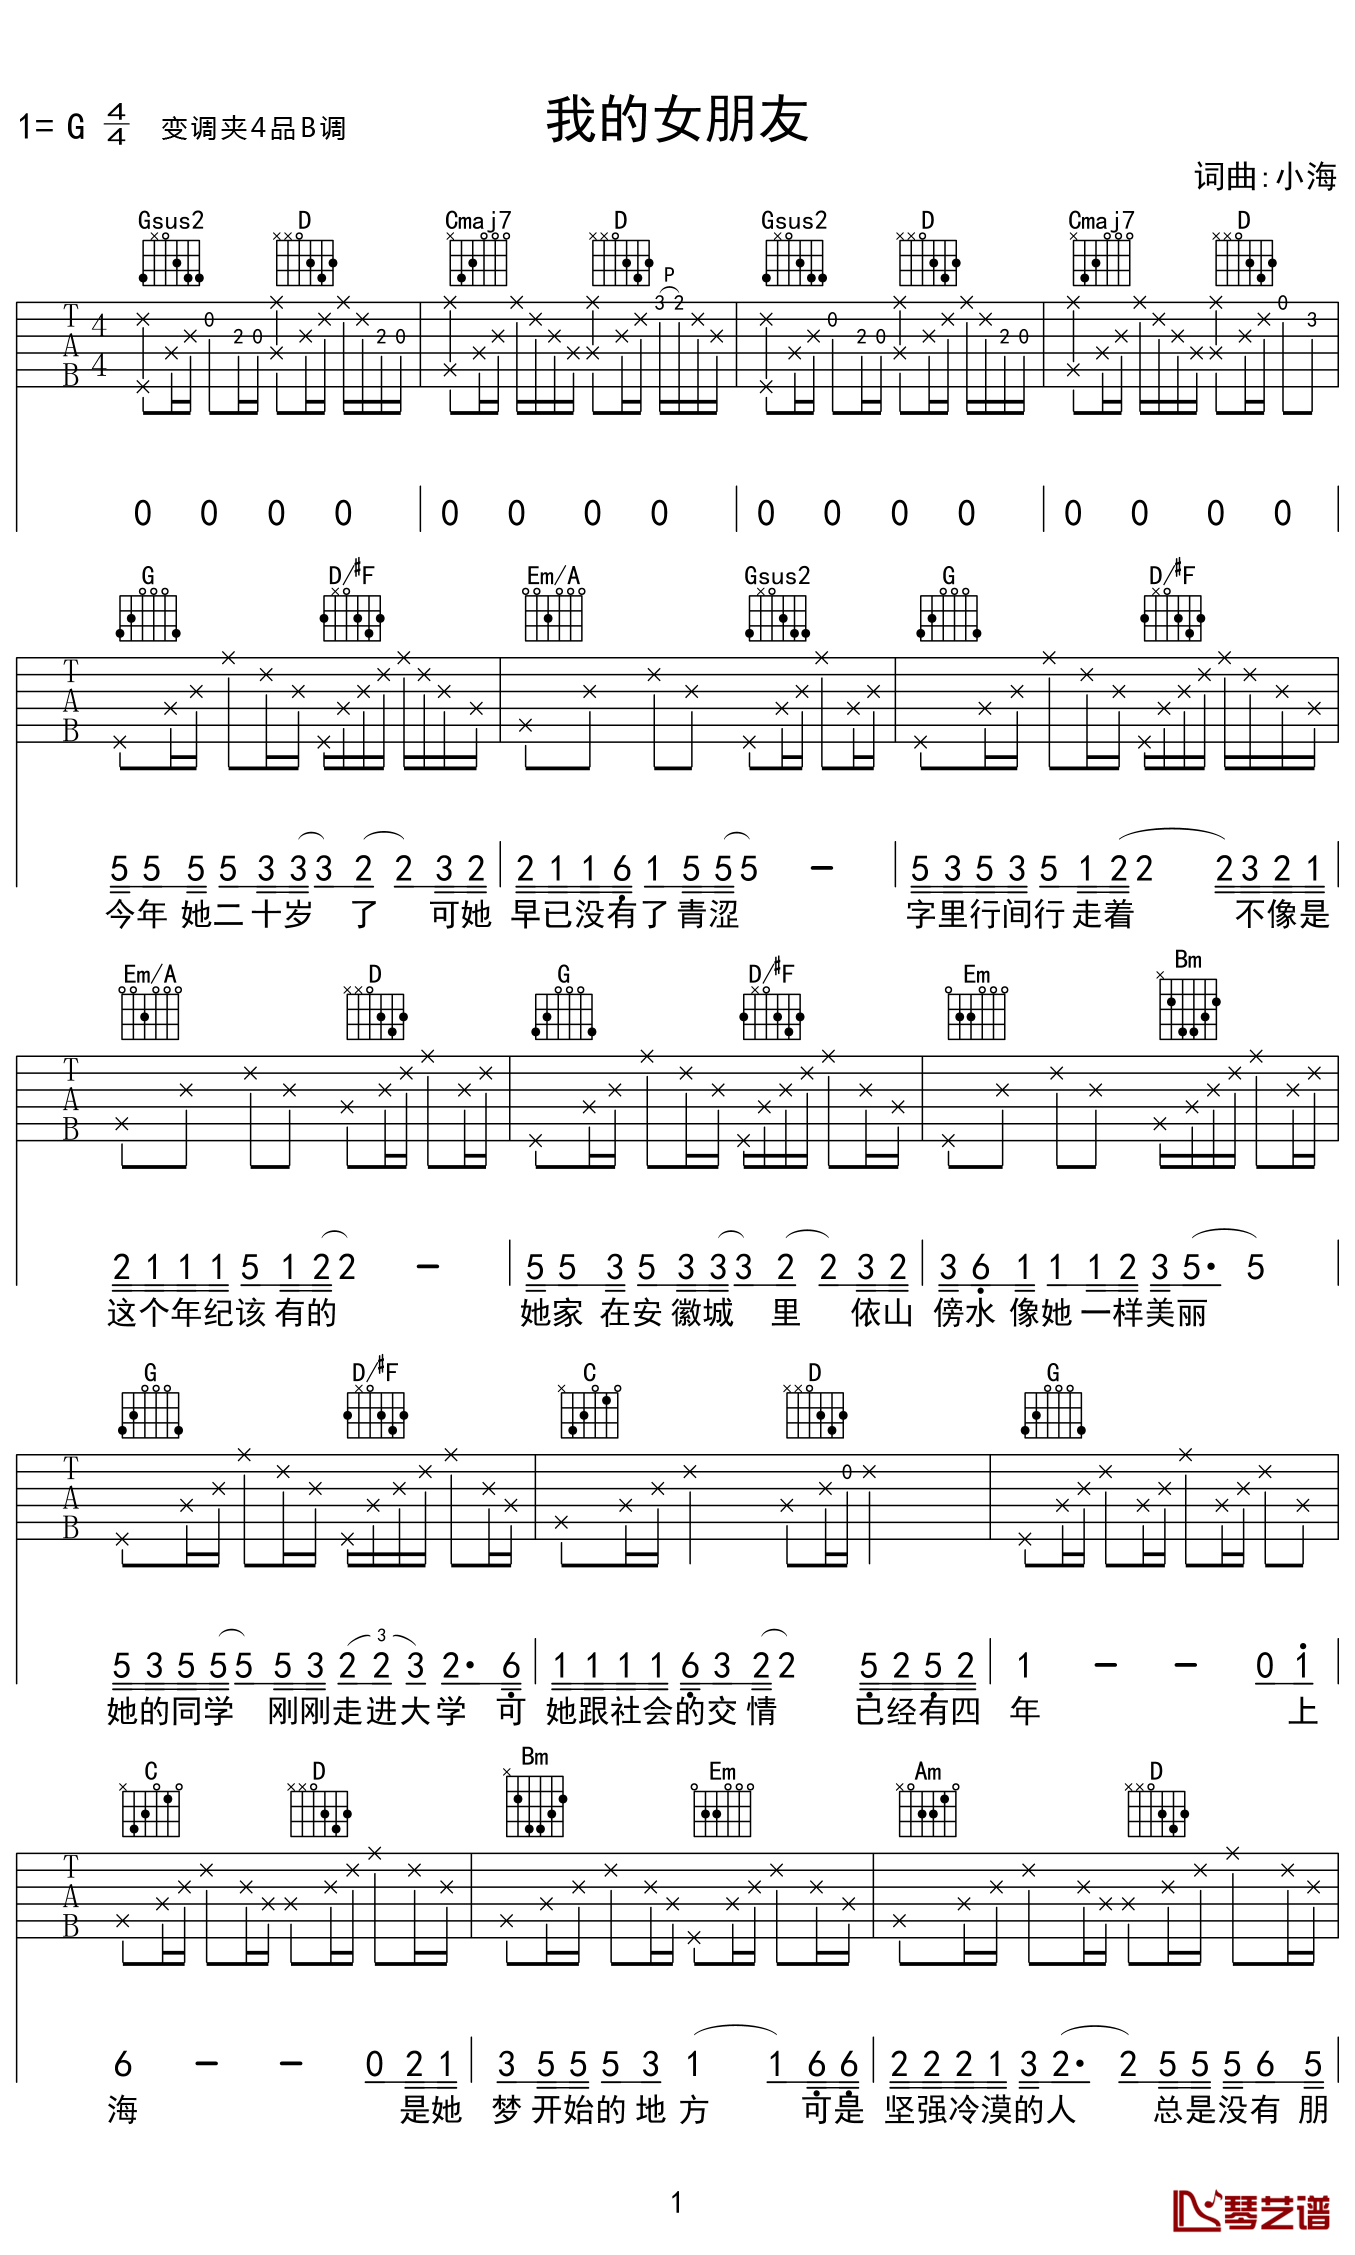 我的女朋友
1= G 4/4 变调夹4品B调
词曲:小海
Gsus2 D Cmaj7 D Gsus2 D Cmaj7 D
P
T A B 4/4 0 2 0 2 0 3 2 0 2 0 2 0 0 3
0 0 0 0 | 0 0 0 0 | 0 0 0 0 | 0 0 0 0
G D/#F Em/A Gsus2 G D/#F
T A B
5 5 5 5 3 3 3 2 2 3 2 | 2 1 1 6 1 5 5 5 - | 5 3 5 3 5 1 2 2 2 3 2 1
今年 她二十岁 了 可她 早已没有了青涩 字里行间行走着 不像是
Em/A D G D/#F Em Bm
T A B
2 1 1 1 5 1 2 2 - | 5 5 3 5 3 3 3 2 2 3 2 | 3 6 1 1 1 2 3 5· 5
这个年纪该有的 她家 在安徽城 里 依山 傍水 像她一样美丽
G D/#F C D G
T A B 0
3
5 3 5 5 5 5 3 2 2 3 2· 6 | 1 1 1 1 6 3 2 2 5 2 5 2 | 1 - - 0 1
她的同学 刚刚走进大学 可 她跟社会的交情 已经有四 年 上
C D Bm Em Am D
T A B
6 - - 0 2 1 | 3 5 5 5 3 1 1 6 6 | 2 2 2 1 3 2· 2 5 5 5 6 5
海 是她 梦开始的地方 可是 坚强冷漠的人 总是没有 朋
1
琴艺谱